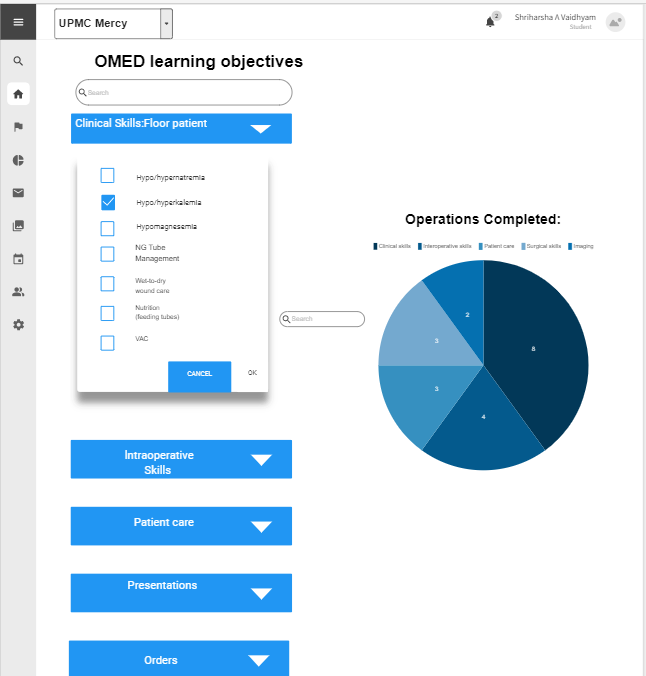 UPMC Mercy
2
Shriharsha A Vaidhyam
Student
OMED learning objectives
Search
Clinical Skills:Floor patient
Hypo/hypernatremia
Hypo/hyperkalemia
Hypomagnesemia
NG Tube
Management
Wet-to-dry
wound care
Nutrition
(feeding tubes)
VAC
CANCEL
OK
Intraoperative
Skills
Patient care
Presentations
Orders
Search
Operations Completed:
Clinical skills Interoperative skills Patient care Surgical skills Imaging
2
8
3
3
4